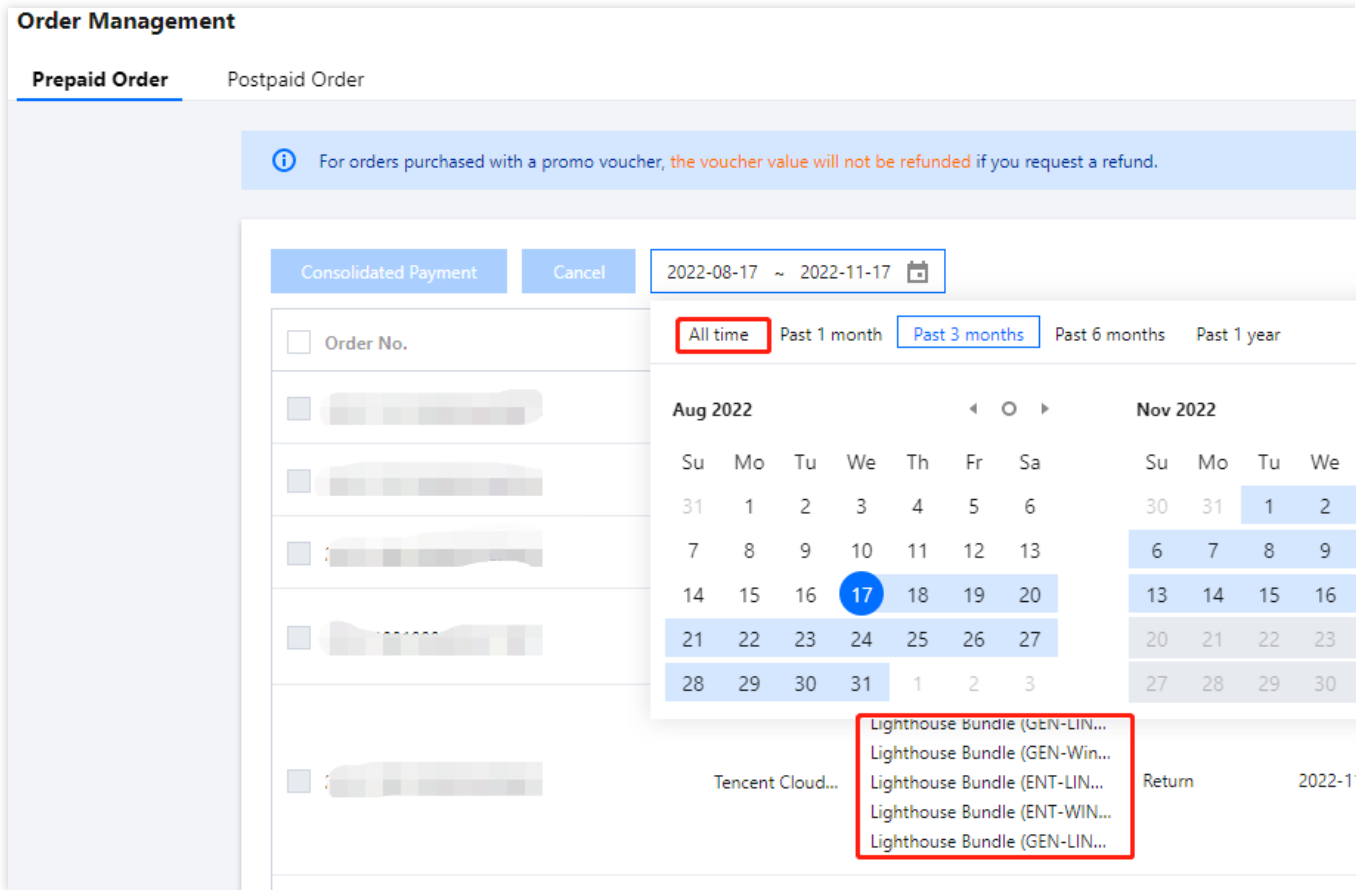 Order Management
Prepaid Order Postpaid Order
For orders purchased with a promo voucher, the voucher value will not be refunded if you request a refund.
Consolidated Payment Cancel 2022-08-17 ~ 2022-11-17
Order No.
All time Past 1 month Past 3 months Past 6 months Past 1 year
Aug 2022 Nov 2022
Su Mo Tu We Th Fr Sa Su Mo Tu We
31 1 2 3 4 5 6 30 31 1 2
7 8 9 10 11 12 13 6 7 8 9
14 15 16 17 18 19 20 13 14 15 16
21 22 23 24 25 26 27 20 21 22 23
28 29 30 31 1 2 3 27 28 29 30
Lighthouse Bundle (GEN-LIN...
Lighthouse Bundle (GEN-Win...
Tencent Cloud... Lighthouse Bundle (ENT-LIN... Return 2022-11
Lighthouse Bundle (ENT-WIN...
Lighthouse Bundle (GEN-LIN...